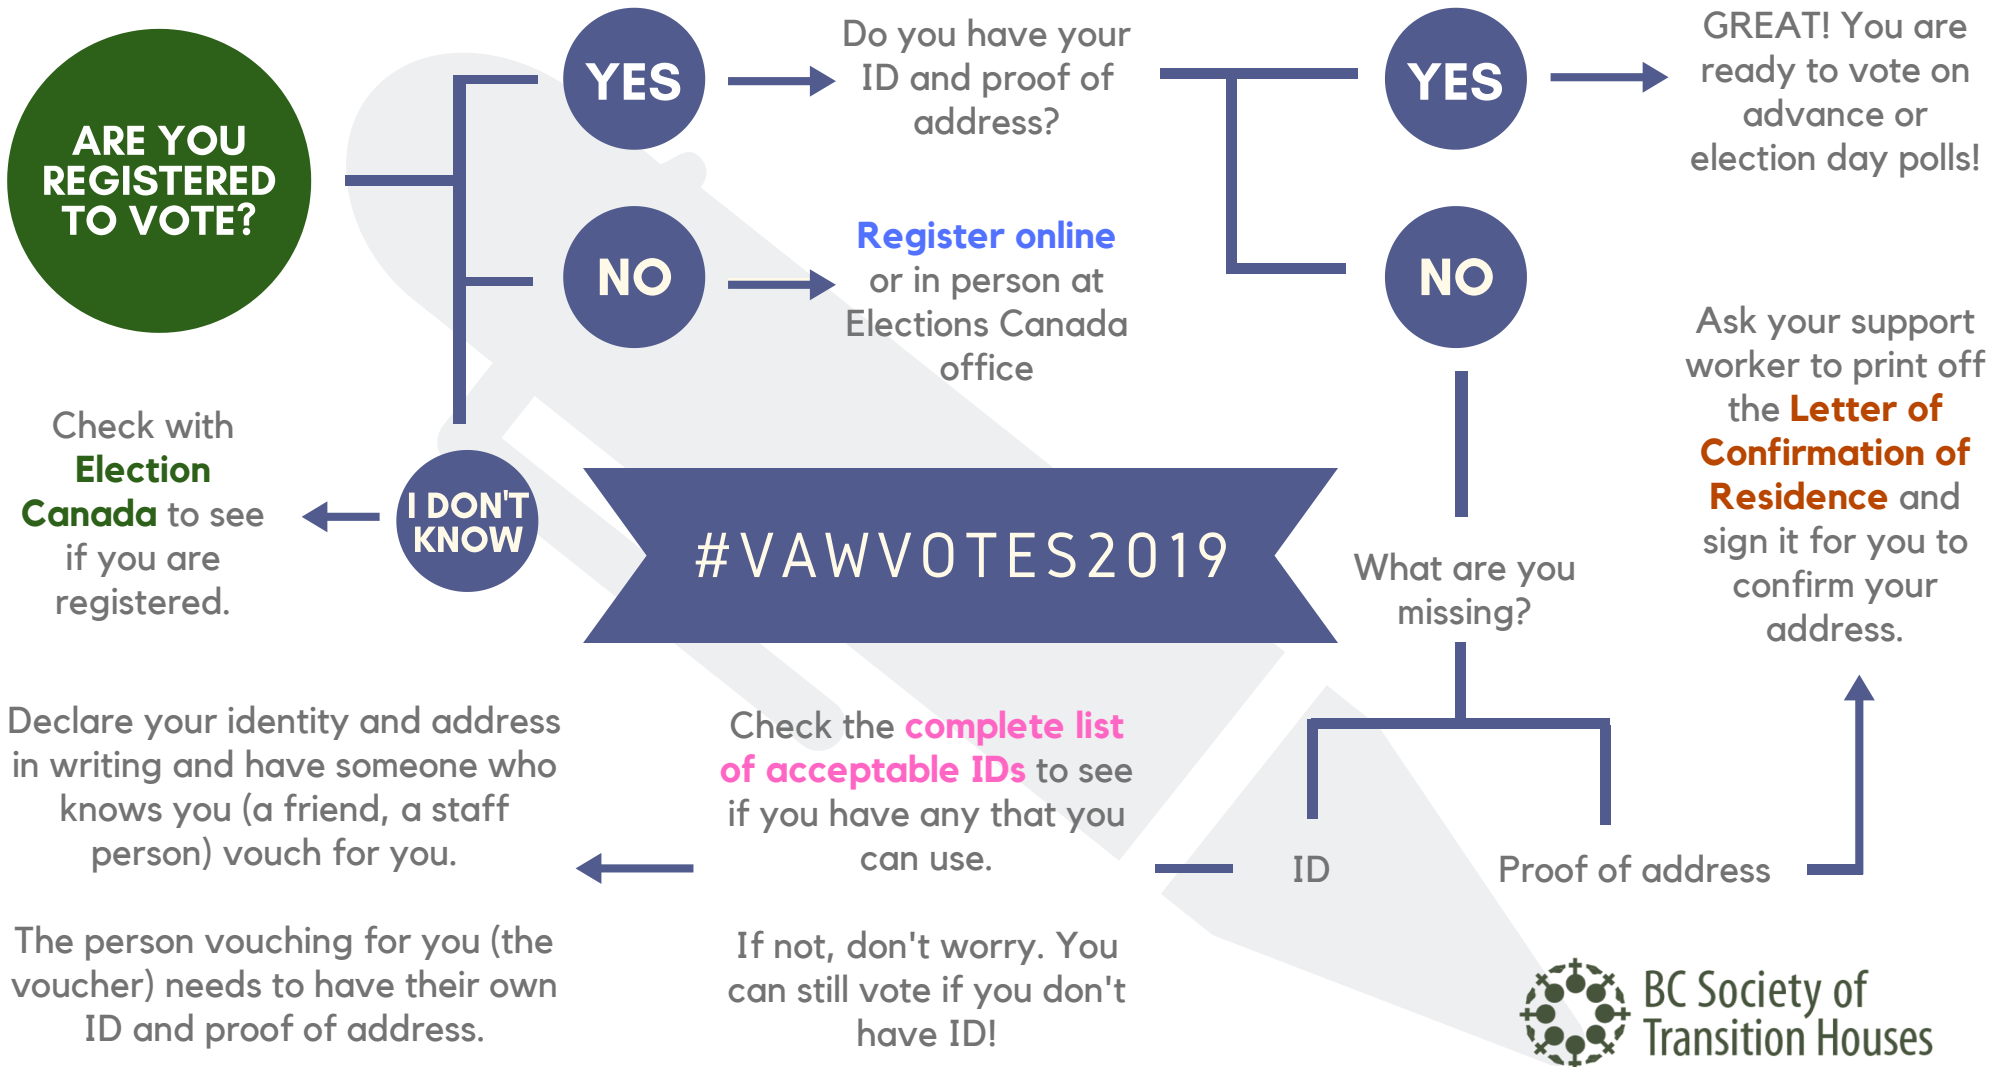 ARE YOU
REGISTERED
TO VOTE?
YES
Do you have your
ID and proof of
address?
YES
GREAT! You are
ready to vote on
advance or
election day polls!
NO
Register online
or in person at
Elections Canada
office
NO
I DON'T
KNOW
Check with
Election
Canada to see
if you are
registered.
#VAWVOTES2019
What are you
missing?
Ask your support
worker to print off
the Letter of
Confirmation of
Residence and
sign it for you to
confirm your
address.
ID
Proof of address
Check the complete list
of acceptable IDs to see
if you have any that you
can use.
If not, don't worry. You
can still vote if you don't
have ID!
Declare your identity and address
in writing and have someone who
knows you (a friend, a staff
person) vouch for you.
The person vouching for you (the
voucher) needs to have their own
ID and proof of address.
BC Society of
Transition Houses